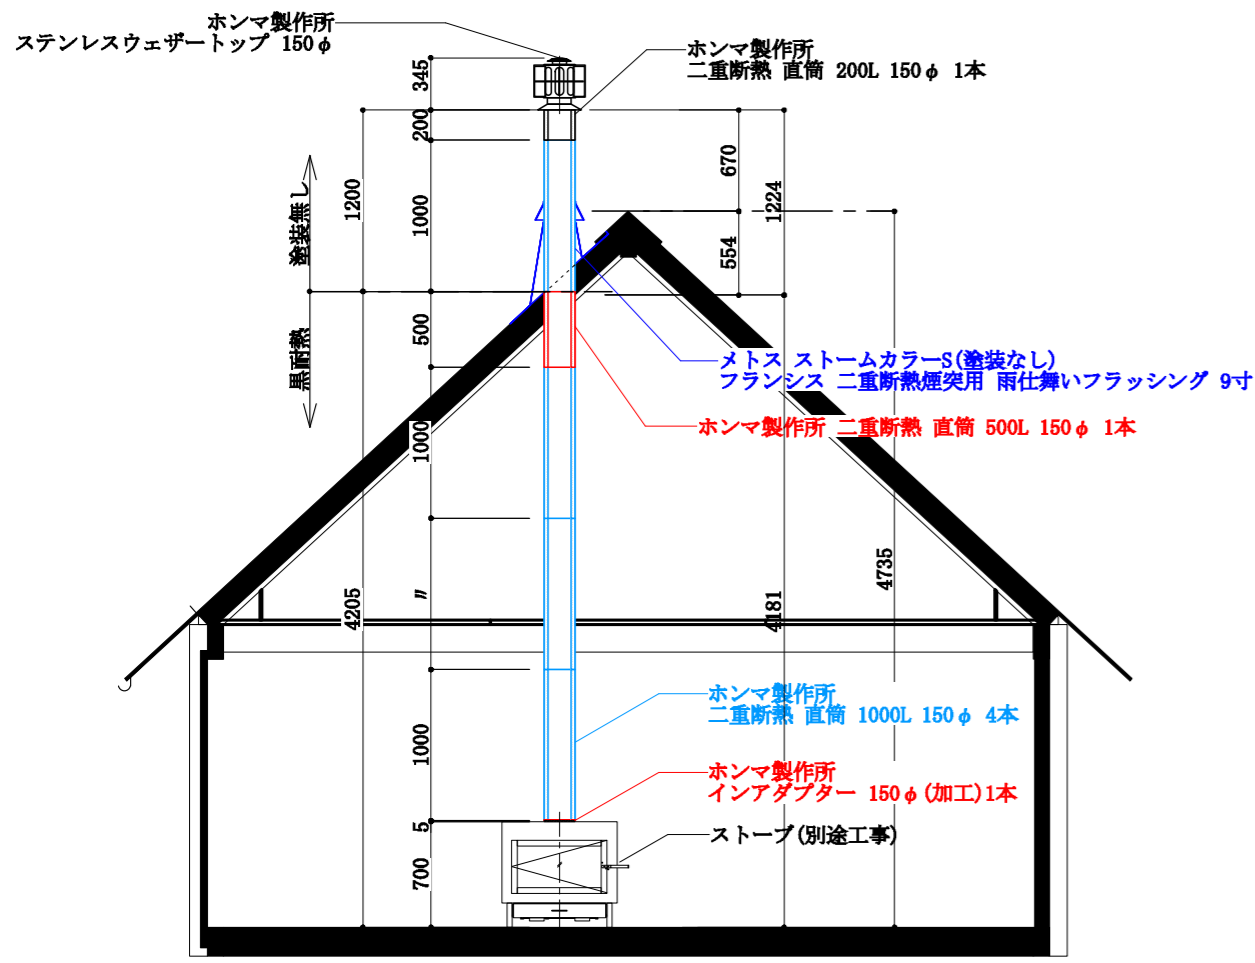 ホンマ製作所
ステンレスウェザートップ 150φ
ホンマ製作所
二重断熱 直筒 200L 150φ 1本
345
200
1200
1000
670
1224
554
塗装無し
黒耐熱
500
メトス ストームカラーS(塗装なし)
フランシス 二重断熱煙突用 雨仕舞いフラッシング 9寸
ホンマ製作所 二重断熱 直筒 500L 150φ 1本
1000
4735
〃
4205
4181
ホンマ製作所
二重断熱 直筒 1000L 150φ 4本
1000
ホンマ製作所
インアダプター 150φ(加工)1本
5
ストーブ(別途工事)
700